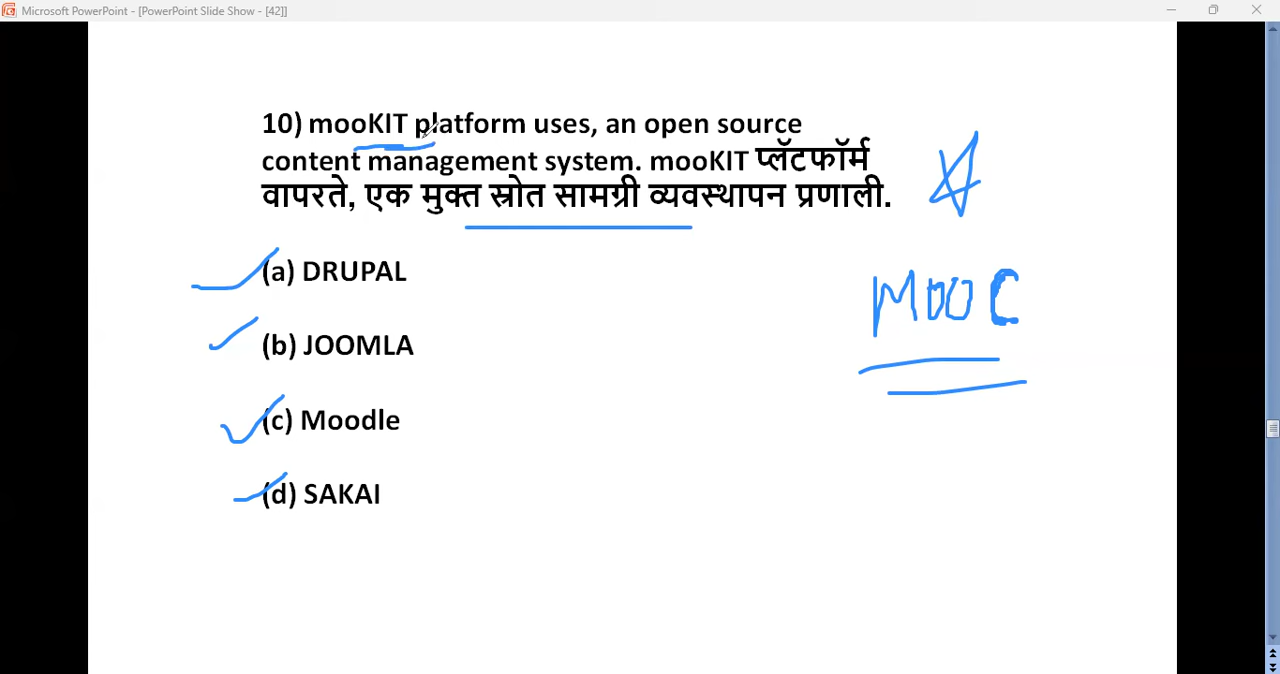 Microsoft PowerPoint - [PowerPoint Slide Show - [42]]
10) mooKIT platform uses, an open source
content management system. mooKIT प्लॅटफॉर्म
वापरते, एक मुक्त स्रोत सामग्री व्यवस्थापन प्रणाली.
(a) DRUPAL
MOOC
(b) JOOMLA
(c) Moodle
(d) SAKAI